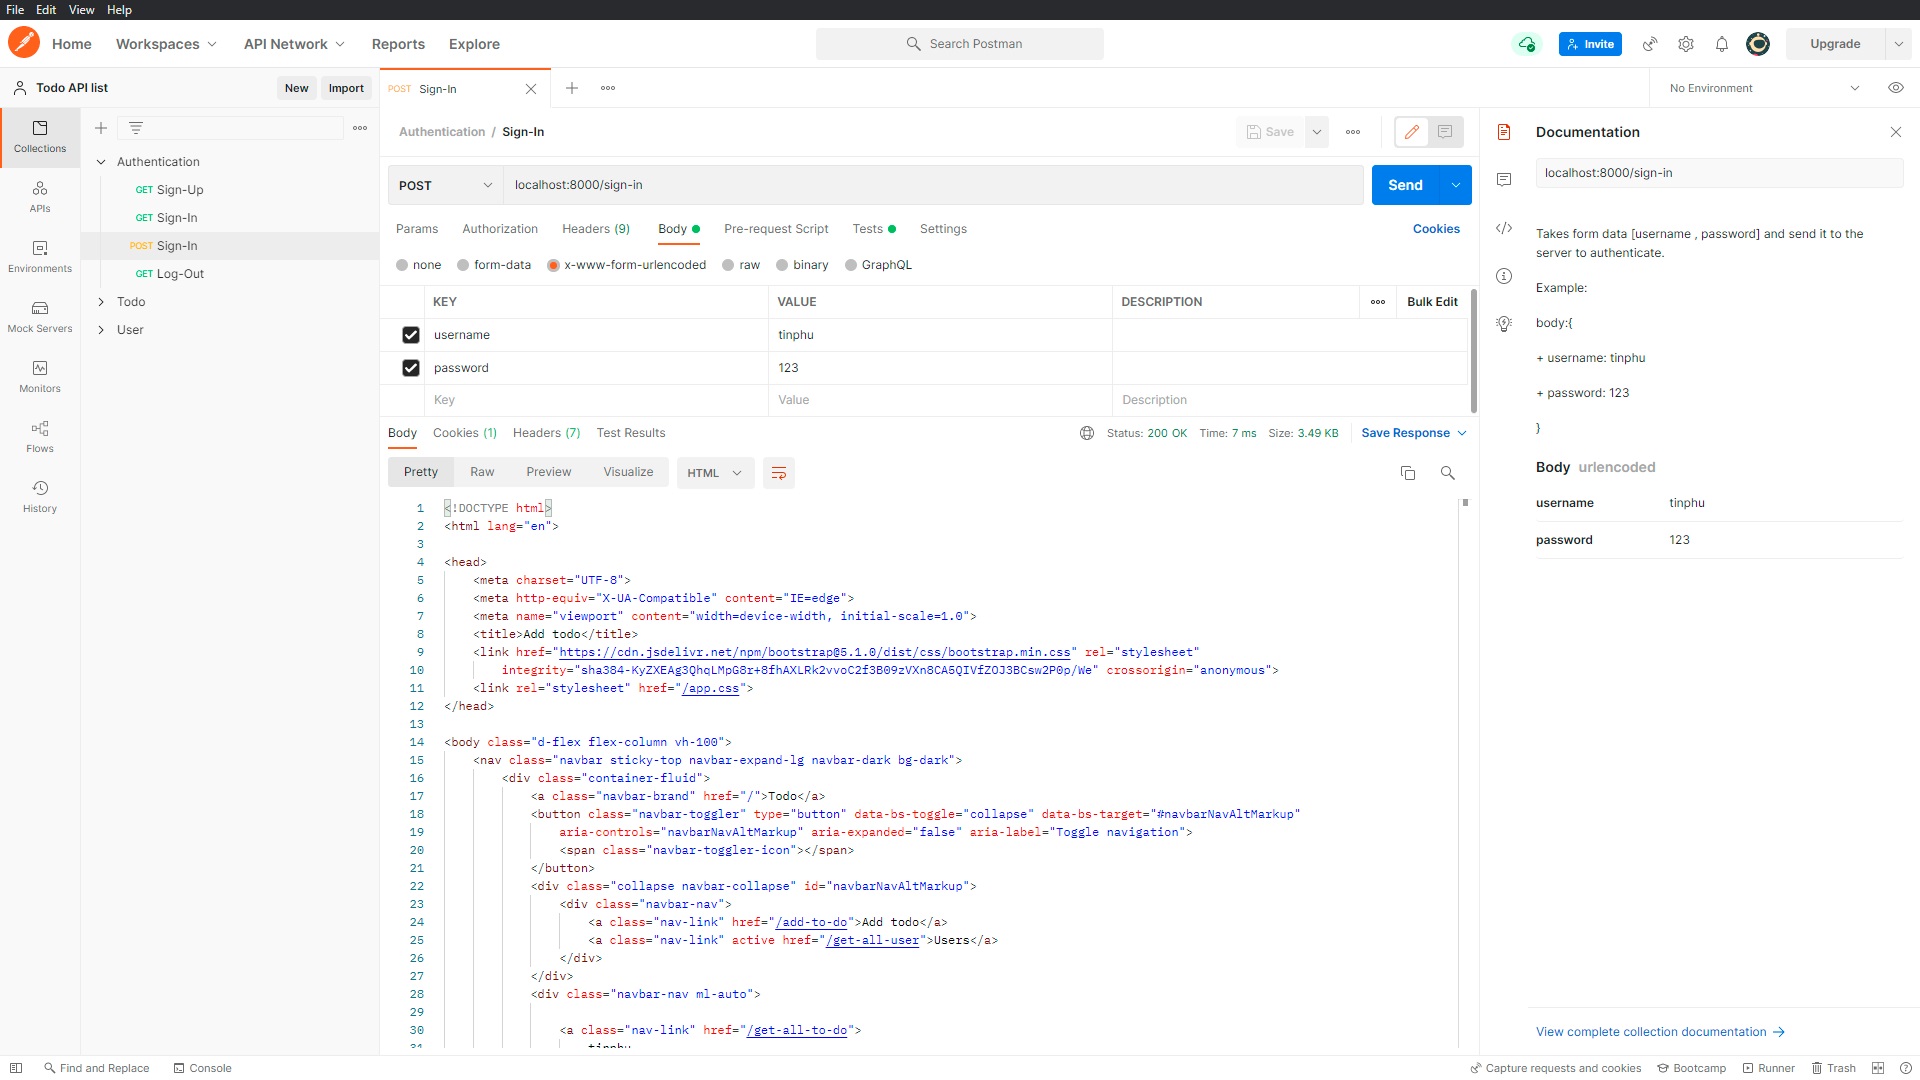 File Edit View Help
Home Workspaces API Network Reports Explore Search Postman Invite Upgrade
Todo API list New Import POST Sign-In No Environment
Collections
APIs
Environments
Mock Servers
Monitors
Flows
History
Authentication
GET Sign-Up
GET Sign-In
POST Sign-In
GET Log-Out
Todo
User
Authentication / Sign-In Save
POST localhost:8000/sign-in Send
Params Authorization Headers (9) Body Pre-request Script Tests Settings Cookies
none form-data x-www-form-urlencoded raw binary GraphQL
KEY VALUE DESCRIPTION Bulk Edit
username tinphu
password 123
Key Value Description
Body Cookies (1) Headers (7) Test Results Status: 200 OK Time: 7 ms Size: 3.49 KB Save Response
Pretty Raw Preview Visualize HTML
1 <!DOCTYPE html>
2 <html lang="en">
3
4 <head>
5 <meta charset="UTF-8">
6 <meta http-equiv="X-UA-Compatible" content="IE=edge">
7 <meta name="viewport" content="width=device-width, initial-scale=1.0">
8 <title>Add todo</title>
9 <link href="https://cdn.jsdelivr.net/npm/bootstrap@5.1.0/dist/css/bootstrap.min.css" rel="stylesheet"
10 integrity="sha384-KyZXEAg3QhqLMpG8r+8fhAXLRk2vvoC2f3B09zVXn8CA5QIVfZOJ3BCsw2P0p/We" crossorigin="anonymous">
11 <link rel="stylesheet" href="/app.css">
12 </head>
13
14 <body class="d-flex flex-column vh-100">
15 <nav class="navbar sticky-top navbar-expand-lg navbar-dark bg-dark">
16 <div class="container-fluid">
17 <a class="navbar-brand" href="/">Todo</a>
18 <button class="navbar-toggler" type="button" data-bs-toggle="collapse" data-bs-target="#navbarNavAltMarkup"
19 aria-controls="navbarNavAltMarkup" aria-expanded="false" aria-label="Toggle navigation">
20 <span class="navbar-toggler-icon"></span>
21 </button>
22 <div class="collapse navbar-collapse" id="navbarNavAltMarkup">
23 <div class="navbar-nav">
24 <a class="nav-link" href="/add-to-do">Add todo</a>
25 <a class="nav-link" active href="/get-all-user">Users</a>
26 </div>
27 </div>
28 <div class="navbar-nav ml-auto">
29
30 <a class="nav-link" href="/get-all-to-do">
31 tinphu
Documentation
localhost:8000/sign-in
Takes form data [username , password] and send it to the
server to authenticate.
Example:
body:{
+ username: tinphu
+ password: 123
}
Body urlencoded
username tinphu
password 123
View complete collection documentation
Find and Replace Console Capture requests and cookies Bootcamp Runner Trash